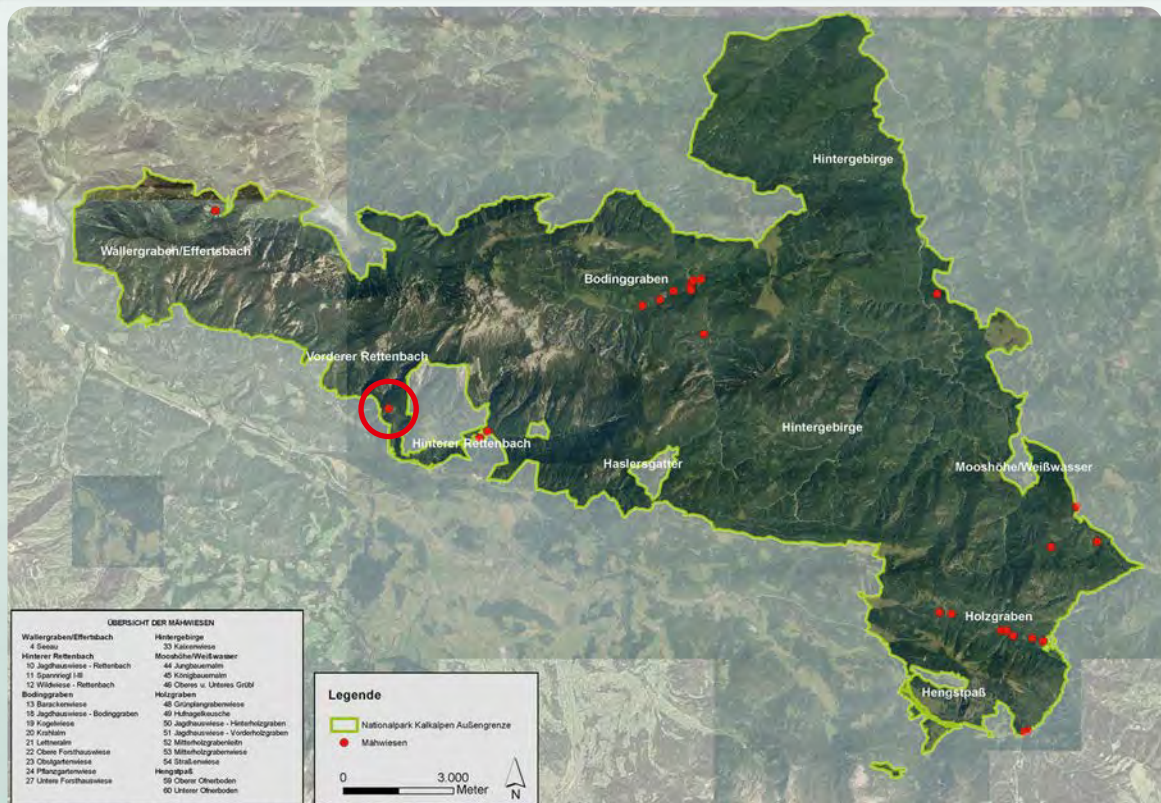 Hintergebirge
Wallergraben/Effertsbach
Bodinggraben
Vorderer Rettenbach
Hinterer Rettenbach
Haslersgatter
Hintergebirge
Mooshöhe/Weißwasser
Holzgraben
Hengstpaß
ÜBERSICHT DER MÄHWIESEN
Wallergraben/Effertsbach
4 Seeau
Hinterer Rettenbach
10 Jagdhauswiese - Rettenbach
11 Spannriegl I-III
12 Wildwiese - Rettenbach
Bodinggraben
13 Barackenwiese
18 Jagdhauswiese - Bodinggraben
19 Kogelwiese
20 Krahlalm
21 Lettneralm
22 Obere Forsthauswiese
23 Obstgartenwiese
24 Pflanzgartenwiese
27 Untere Forsthauswiese
Hintergebirge
33 Kaixenwiese
Mooshöhe/Weißwasser
44 Jungbauernalm
45 Königbauernalm
46 Oberes u. Unteres Grübl
Holzgraben
48 Grünplangrabenwiese
49 Hufnagelkeusche
50 Jagdhauswiese - Hinterholzgraben
51 Jagdhauswiese - Vorderholzgraben
52 Mitterholzgrabenleitn
53 Mitterholzgrabenwiese
54 Straßenwiese
Hengstpaß
59 Oberer Ofnerboden
60 Unterer Ofnerboden
Legende
Nationalpark Kalkalpen Außengrenze
Mähwiesen
0 3.000
Meter
N